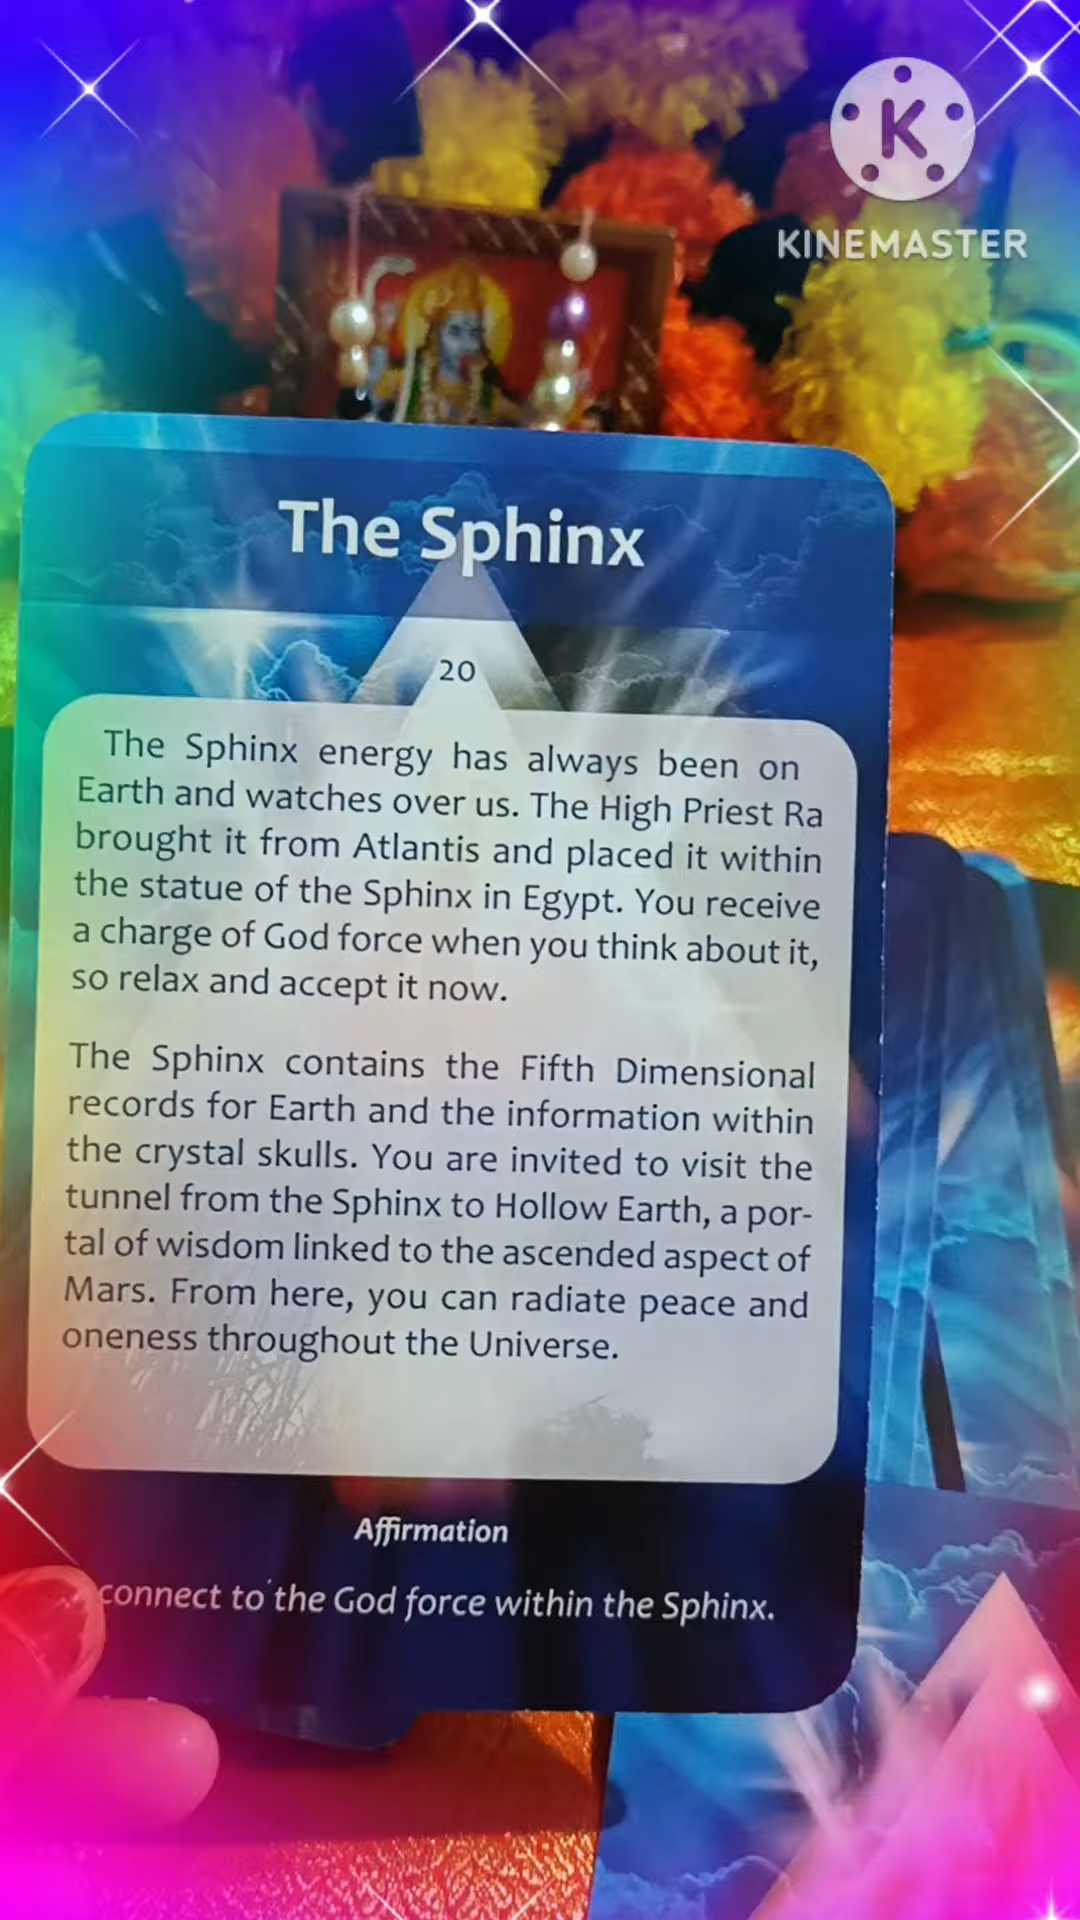 K
KINEMASTER
The Sphinx
20
The Sphinx energy has always been on
Earth and watches over us. The High Priest Ra
brought it from Atlantis and placed it within
the statue of the Sphinx in Egypt. You receive
a charge of God force when you think about it,
so relax and accept it now.
The Sphinx contains the Fifth Dimensional
records for Earth and the information within
the crystal skulls. You are invited to visit the
tunnel from the Sphinx to Hollow Earth, a por-
tal of wisdom linked to the ascended aspect of
Mars. From here, you can radiate peace and
oneness throughout the Universe.
Affirmation
connect to the God force within the Sphinx.